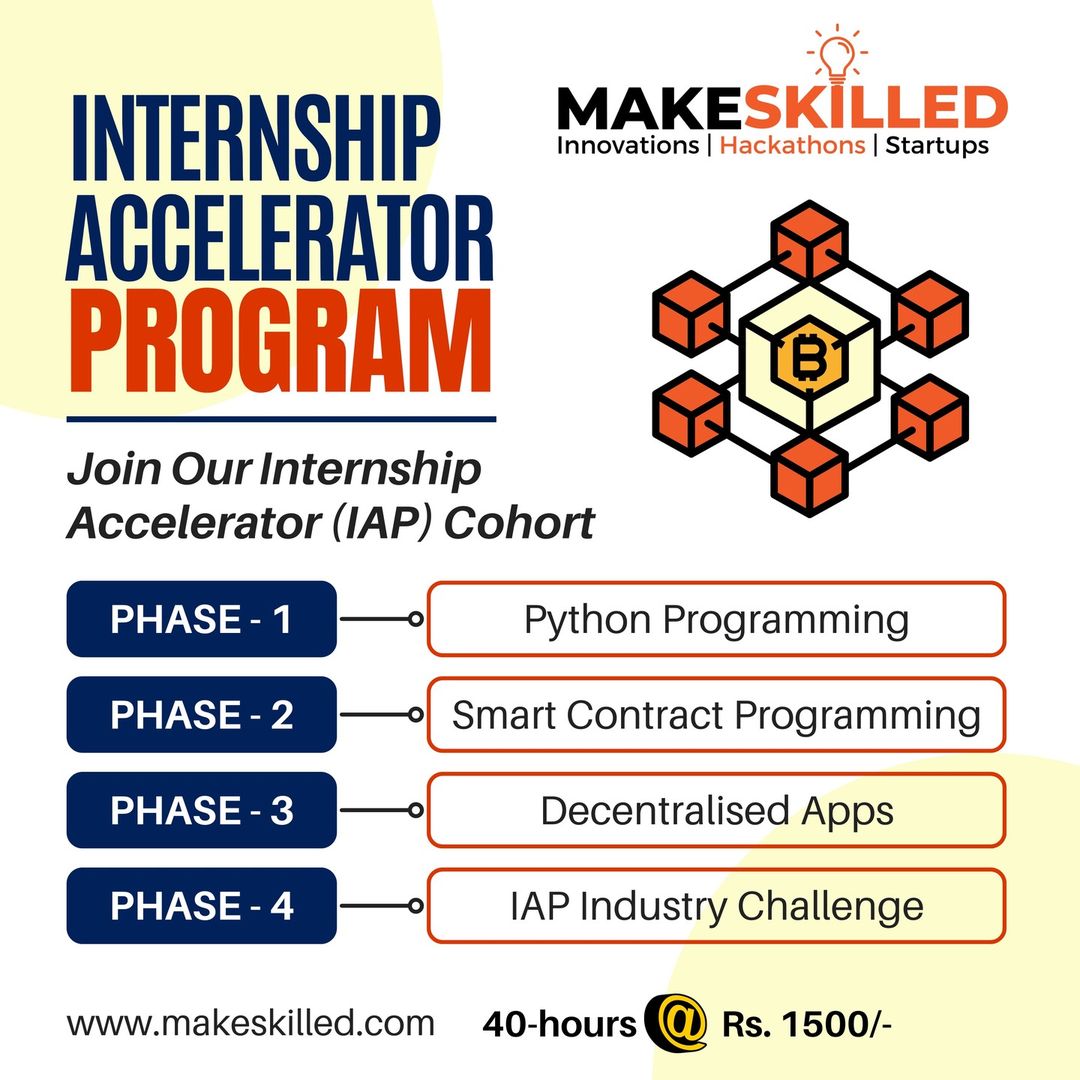 INTERNSHIP
ACCELERATOR
PROGRAM
MAKESKILLED
Innovations | Hackathons | Startups
Join Our Internship
Accelerator (IAP) Cohort
PHASE - 1 Python Programming
PHASE - 2 Smart Contract Programming
PHASE - 3 Decentralised Apps
PHASE - 4 IAP Industry Challenge
www.makeskilled.com 40-hours @ Rs. 1500/-